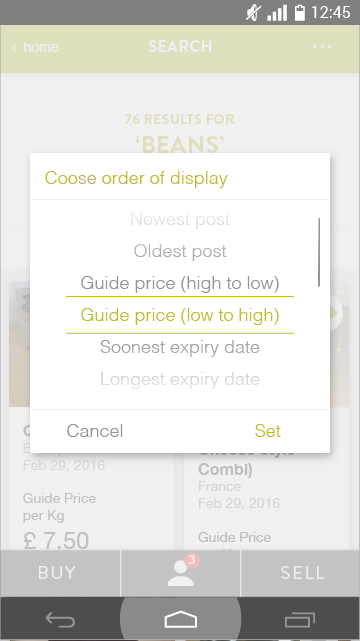 12:45
< home SEARCH ...
76 RESULTS FOR
‘BEANS’
Coose order of display
Newest post
Oldest post
Guide price (high to low)
Guide price (low to high)
Soonest expiry date
Longest expiry date
Cancel Set
Feb 29, 2016
Guide Price
per Kg
£ 7.50
Combi)
France
Feb 29, 2016
Guide Price
BUY 3 SELL